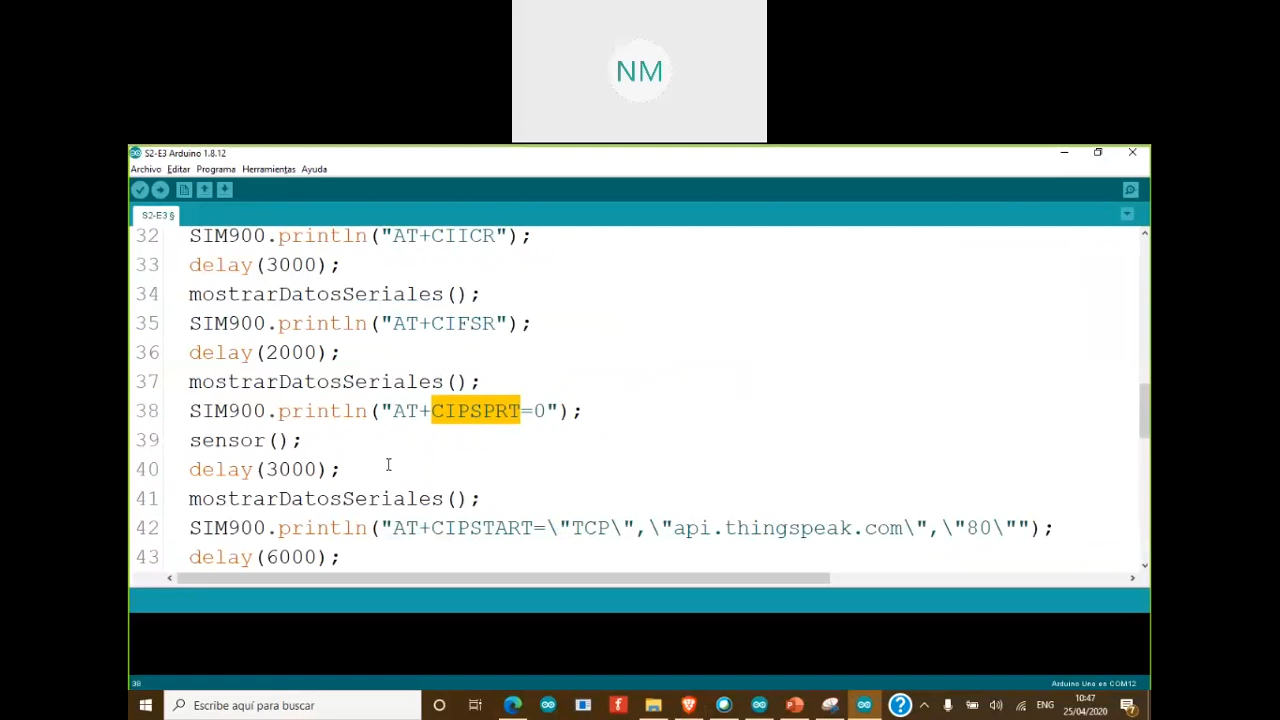 NM
S2-E3 Arduino 1.8.12
Archivo Editar Programa Herramientas Ayuda
S2-E3 §
32 SIM900.println("AT+CIICR");
33 delay(3000);
34 mostrarDatosSeriales();
35 SIM900.println("AT+CIFSR");
36 delay(2000);
37 mostrarDatosSeriales();
38 SIM900.println("AT+CIPSPRT=0");
39 sensor();
40 delay(3000);
41 mostrarDatosSeriales();
42 SIM900.println("AT+CIPSTART=\"TCP\",\"api.thingspeak.com\",\"80\"");
43 delay(6000);
38
Arduino Uno en COM12
Escribe aquí para buscar
ENG
10:47
25/04/2020
7